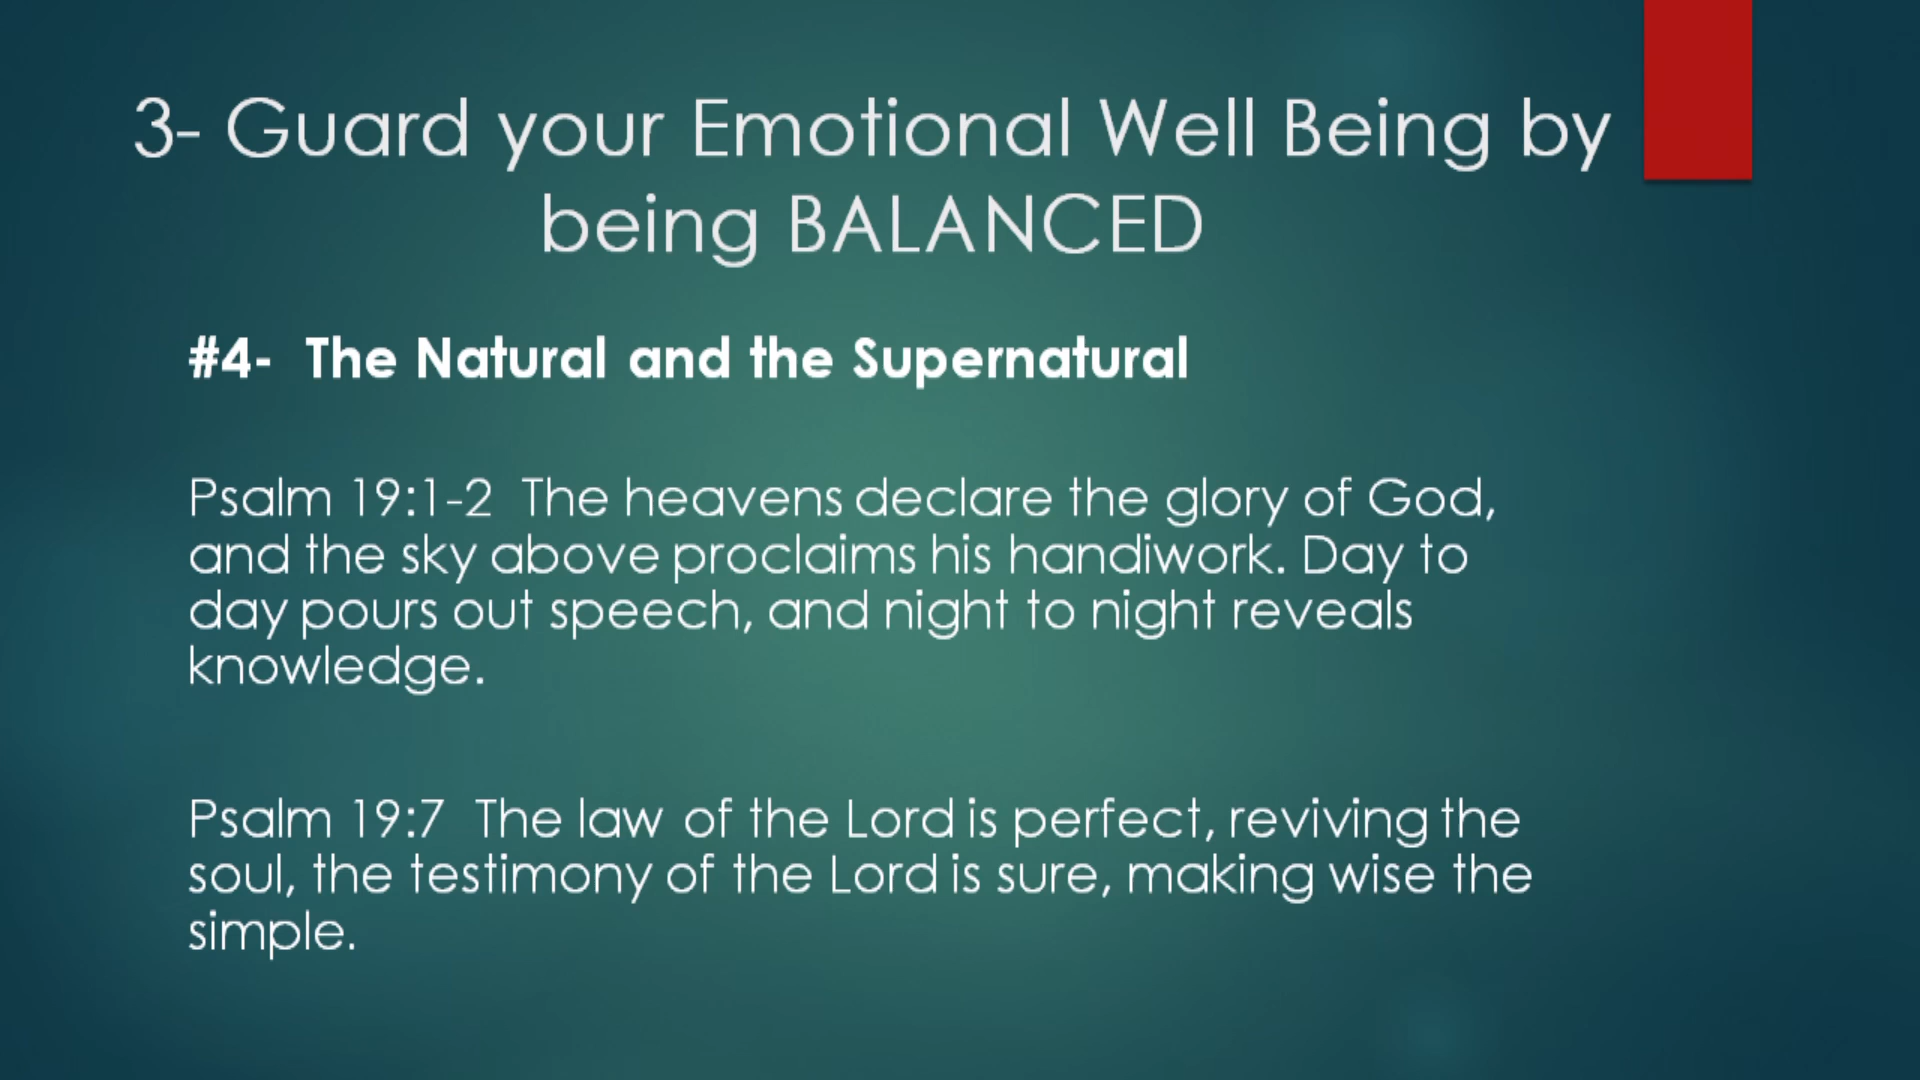 3- Guard your Emotional Well Being by
being BALANCED
#4-  The Natural and the Supernatural
Psalm 19:1-2  The heavens declare the glory of God,
and the sky above proclaims his handiwork. Day to
day pours out speech, and night to night reveals
knowledge.
Psalm 19:7  The law of the Lord is perfect, reviving the
soul, the testimony of the Lord is sure, making wise the
simple.